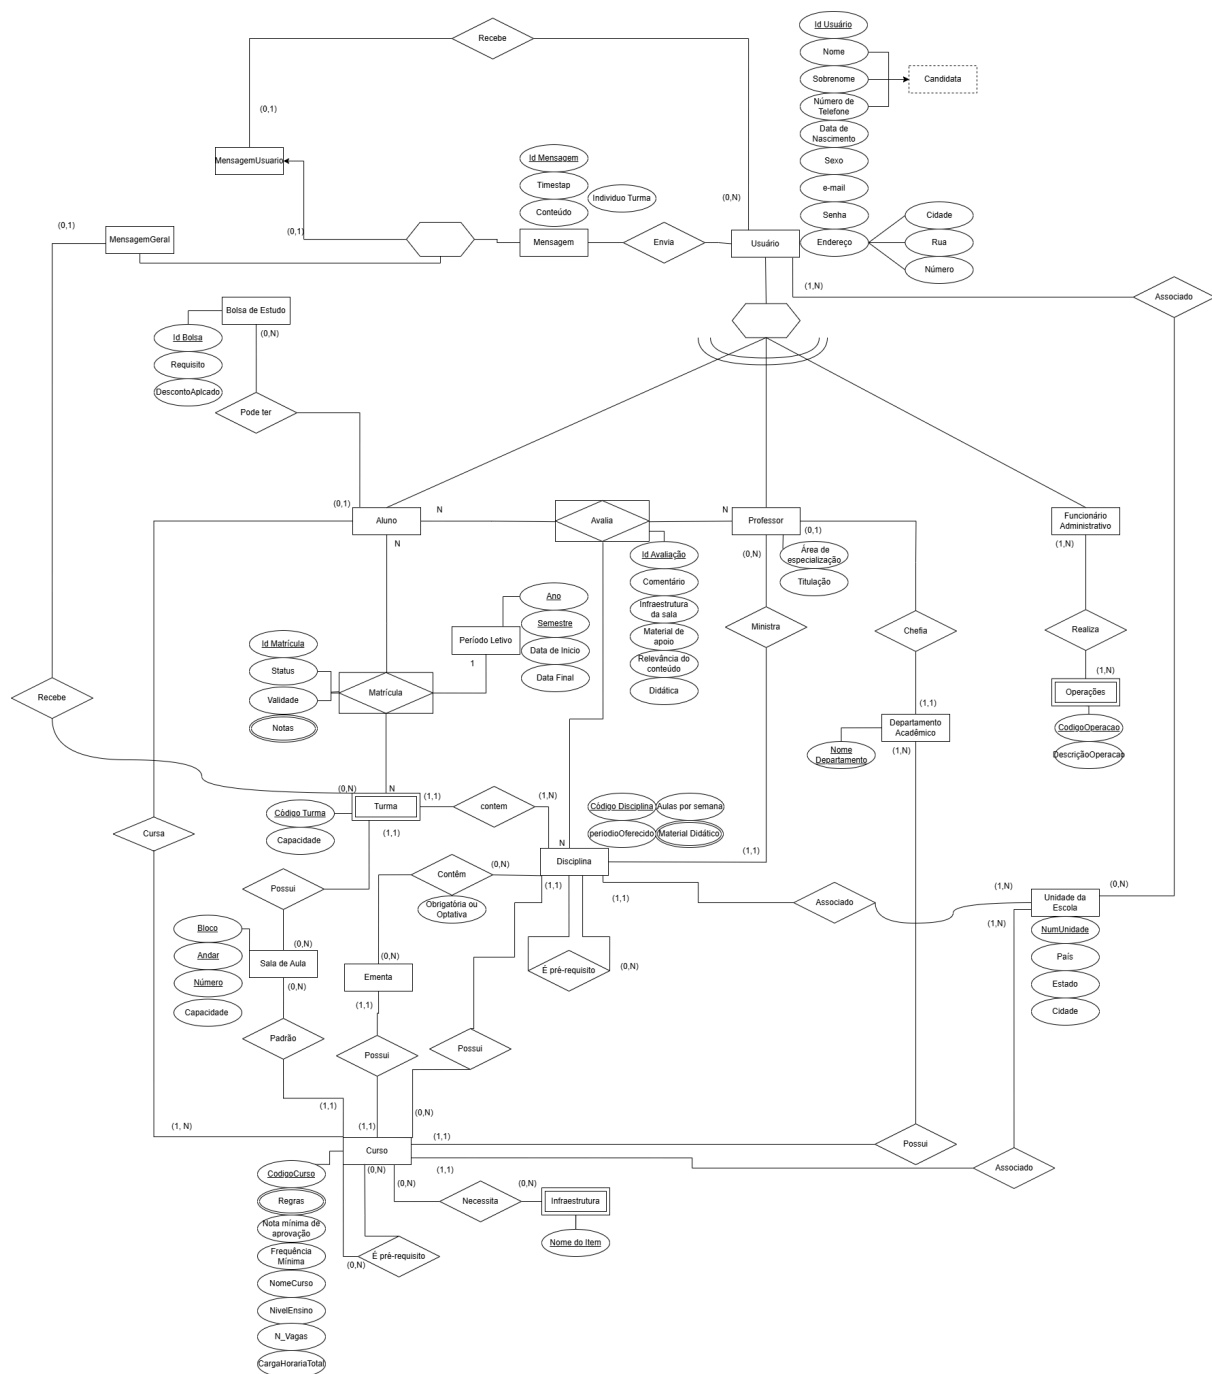 Id Usuário
Recebe
Nome
Sobrenome
Candidata
Número de
Telefone
(0,1)
Data de
Nascimento
MensagemUsuario
Id Mensagem
Sexo
Timestap
e-mail
(0,N)
Individuo Turma
Conteúdo
Senha
Cidade
(0,1)
(0,1)
MensagemGeral
Mensagem
Envia
Usuário
Endereço
Rua
Número
(1,N)
Associado
Bolsa de Estudo
(0,N)
Id Bolsa
Requisito
DescontoAplcado
Pode ter
(0,1)
N
N
Aluno
Avalia
Professor
(0,1)
Funcionário
Administrativo
N
(0,N)
(1,N)
Id Avaliação
Área de
especialização
Comentário
Titulação
Ano
Infraestrutura
da sala
Semestre
Período Letivo
Material de
apoio
Ministra
Chefia
Realiza
Id Matrícula
Data de Inicio
1
Relevância do
conteúdo
Status
Data Final
Didática
(1,N)
Recebe
Matrícula
Operações
Validade
(1,1)
Notas
Departamento
Acadêmico
CodigoOperacao
Nome
Departamento
(1,N)
DescriçãoOperacao
(0,N)
N
(1,1)
(1,N)
Turma
contem
Código Disciplina
Aulas por semana
Código Turma
Capacidade
(1,1)
Cursa
periodioOferecido
Material Didático
N
(1,1)
Disciplina
Contêm
(0,N)
(1,1)
(1,1)
Possui
Obrigatòria ou
Optativa
Associado
(1,N)
(0,N)
Unidade da
Escola
(1,N)
Bloco
NumUnidade
(0,N)
(0,N)
Andar
Sala de Aula
País
É pré-requisito
(0,N)
Ementa
Número
(0,N)
Estado
(1,1)
Capacidade
Cidade
Padrão
Possui
Possui
(1,1)
(0,N)
(1, N)
(1,1)
(1,1)
Possui
Curso
(0,N)
(1,1)
Associado
CodigoCurso
(0,N)
(0,N)
Regras
Necessita
Infraestrutura
Nota mínima de
aprovação
Nome do Item
Frequência
Mínima
É pré-requisito
(0,N)
NomeCurso
NivelEnsino
N_Vagas
CargaHorariaTotal